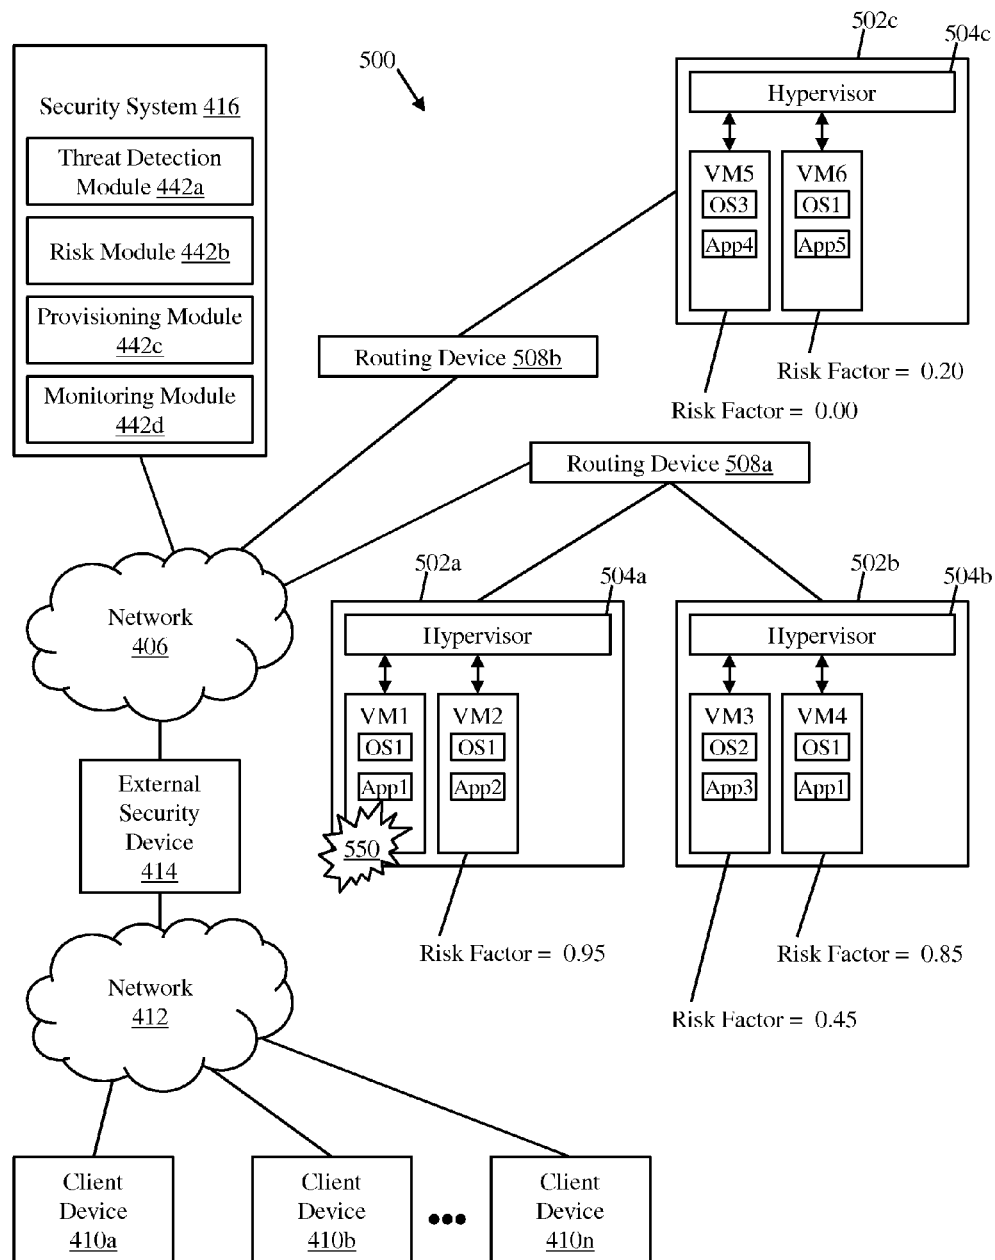 500
502c
504c
Security System 416
Threat Detection
Module 442a
Risk Module 442b
Provisioning Module
442c
Monitoring Module
442d
Hypervisor
VM5
OS3
App4
VM6
OS1
App5
Risk Factor = 0.20
Risk Factor = 0.00
Routing Device 508b
Routing Device 508a
Network
406
502a
504a
Hypervisor
VM1
OS1
App1
550
VM2
OS1
App2
Risk Factor = 0.95
502b
504b
Hypervisor
VM3
OS2
App3
VM4
OS1
App1
Risk Factor = 0.85
Risk Factor = 0.45
External
Security
Device
414
Network
412
Client
Device
410a
Client
Device
410b
Client
Device
410n